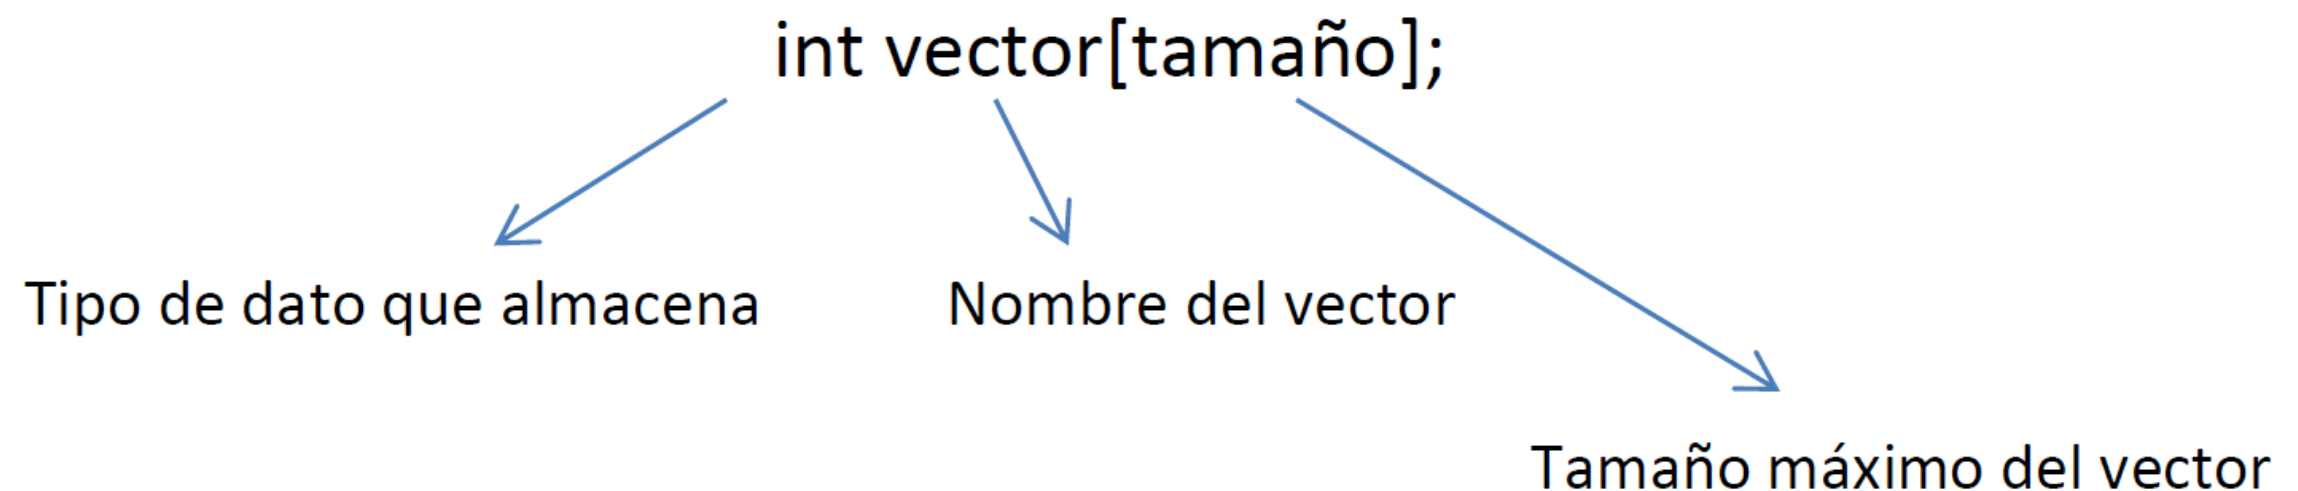 int vector[tamaño];
Tipo de dato que almacena
Nombre del vector
Tamaño máximo del vector